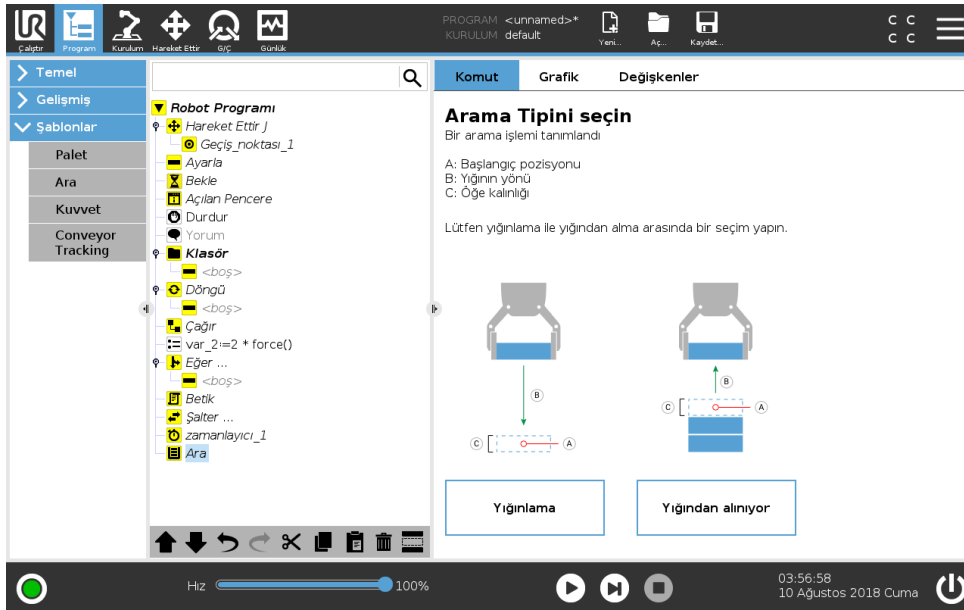 PROGRAM <unnamed>*
KURULUM default
Çalıştır
Program
Kurulum
Hareket Ettir
G/Ç
Günlük
Yeni...
Aç...
Kaydet...
C C
C C
Temel
Gelişmiş
Şablonlar
Palet
Ara
Kuvvet
Conveyor
Tracking
Robot Programı
Hareket Ettir J
Geçiş_noktası_1
Ayarla
Bekle
Açılan Pencere
Durdur
Yorum
Klasör
<boş>
Döngü
<boş>
Çağır
var_2:=2 * force()
Eğer ...
<boş>
Betik
Şalter ...
zamanlayıcı_1
Ara
Komut
Grafik
Değişkenler
Arama Tipini seçin
Bir arama işlemi tanımlandı
A: Başlangıç pozisyonu
B: Yığının yönü
C: Öğe kalınlığı
Lütfen yığınlama ile yığından alma arasında bir seçim yapın.
B
C
A
B
C
A
Yığınlama
Yığından alınıyor
Hız
100%
03:56:58
10 Ağustos 2018 Cuma